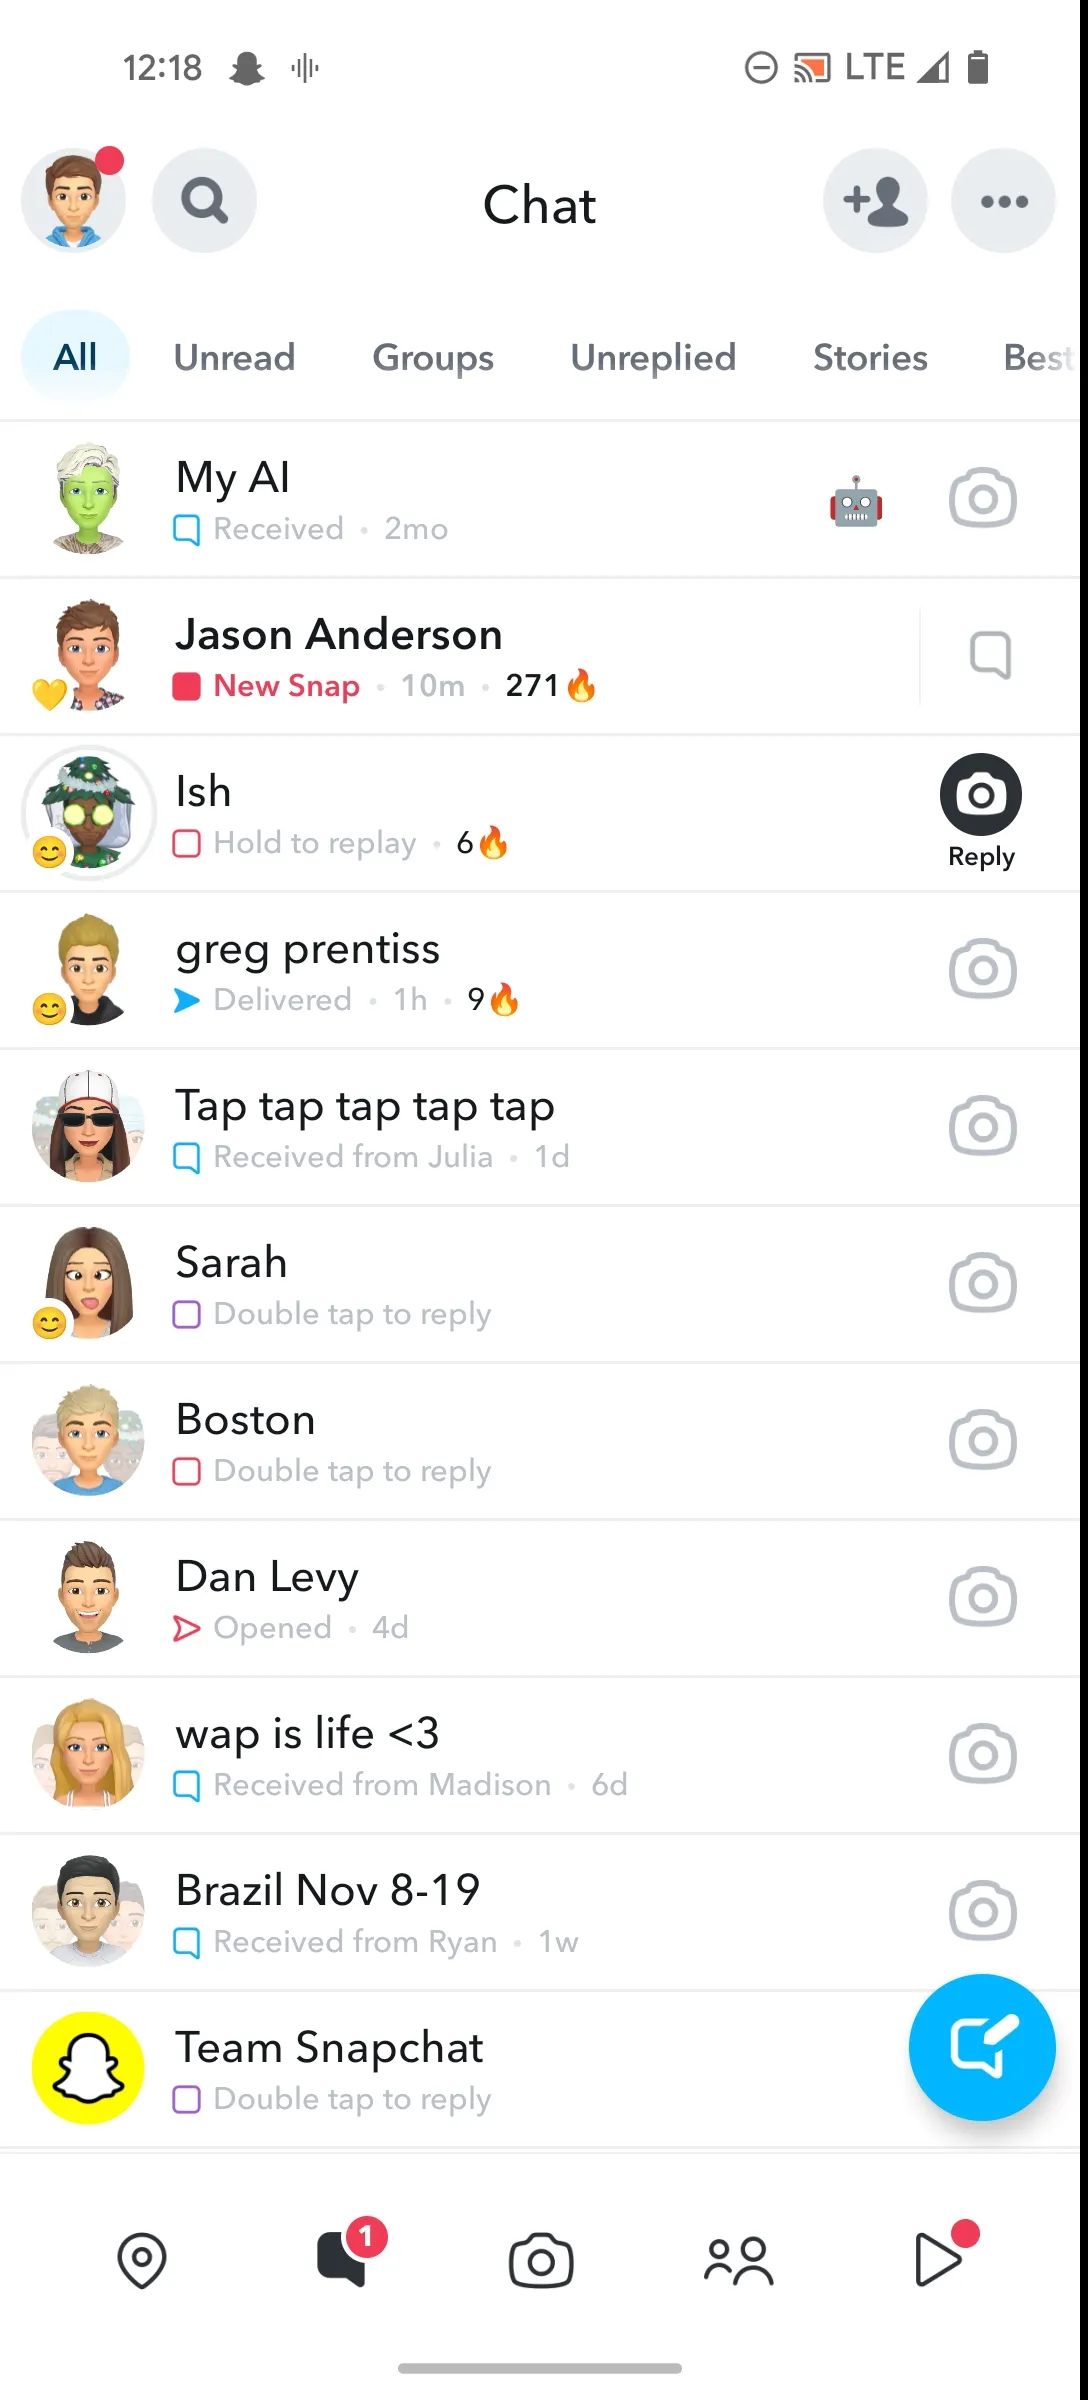 12:18 LTE
Chat
All Unread Groups Unreplied Stories Best
My AI
Received • 2mo
Jason Anderson
New Snap • 10m • 271🔥
Ish
Hold to replay • 6🔥
Reply
greg prentiss
Delivered • 1h • 9🔥
Tap tap tap tap tap
Received from Julia • 1d
Sarah
Double tap to reply
Boston
Double tap to reply
Dan Levy
Opened • 4d
wap is life <3
Received from Madison • 6d
Brazil Nov 8-19
Received from Ryan • 1w
Team Snapchat
Double tap to reply
1